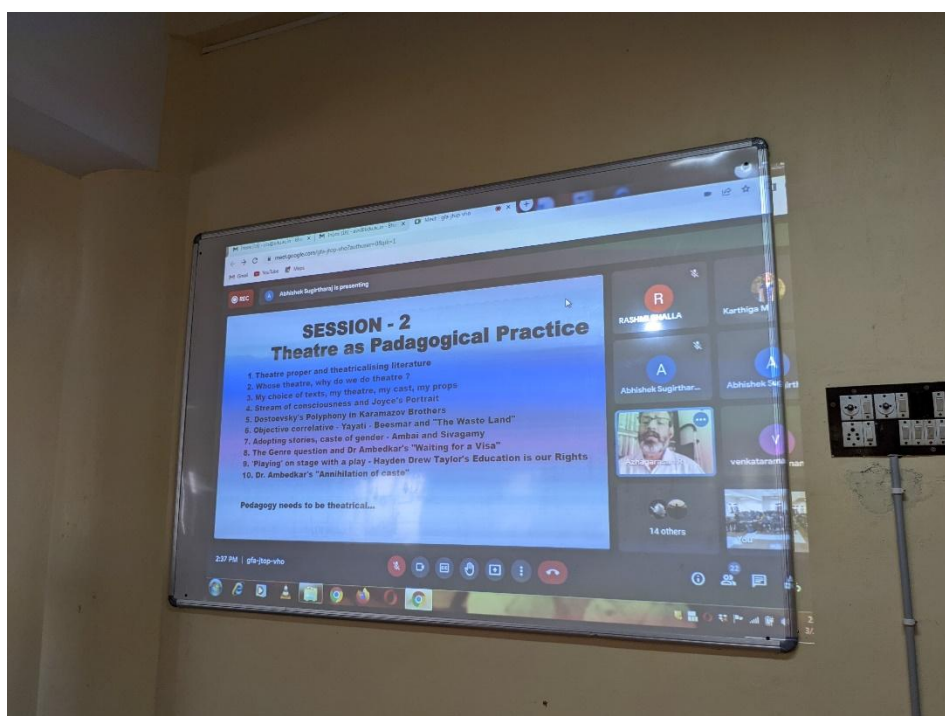 meet.google.com/gfa-jtop-vho?authuser=0&pli=1
Gmail YouTube Maps
REC
Abhishek Sugirtharaj is presenting
SESSION - 2
Theatre as Padagogical Practice
1. Theatre proper and theatricalising literature
2. Whose theatre, why do we do theatre ?
3. My choice of texts, my theatre, my cast, my props
4. Stream of consciousness and Joyce's Portrait
5. Dostoevsky's Polyphony in Karamazov Brothers
6. Objective correlative - Yayati - Beesmar and "The Waste Land"
7. Adopting stories, caste of gender - Ambai and Sivagamy
8. The Genre question and Dr Ambedkar's "Waiting for a Visa"
9. 'Playing' on stage with a play - Hayden Drew Taylor's Education is our Rights
10. Dr. Ambedkar's "Annihilation of caste"
Pedagogy needs to be theatrical...
R
Karthiga M
A
Abhishek Sugirthar...
A
Abhishek
V
14 others
You
2:37 PM | gfa-jtop-vho